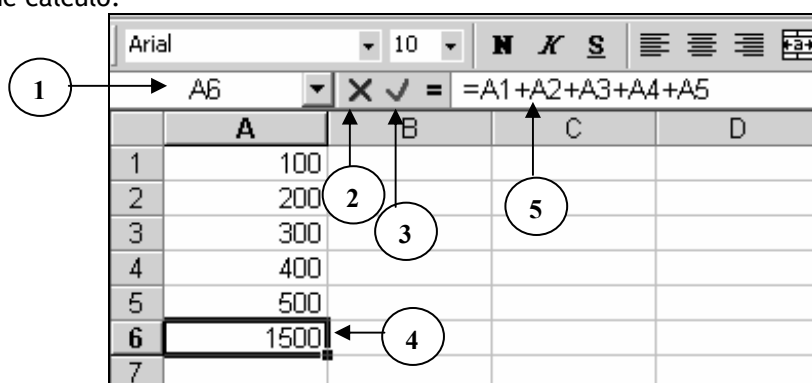 de cálculo:
Arial 10 N K S a
1 A6 = =A1+A2+A3+A4+A5
A B C D
1 100
2 200 2 5
3 300 3
4 400
5 500
6 1500 4
7